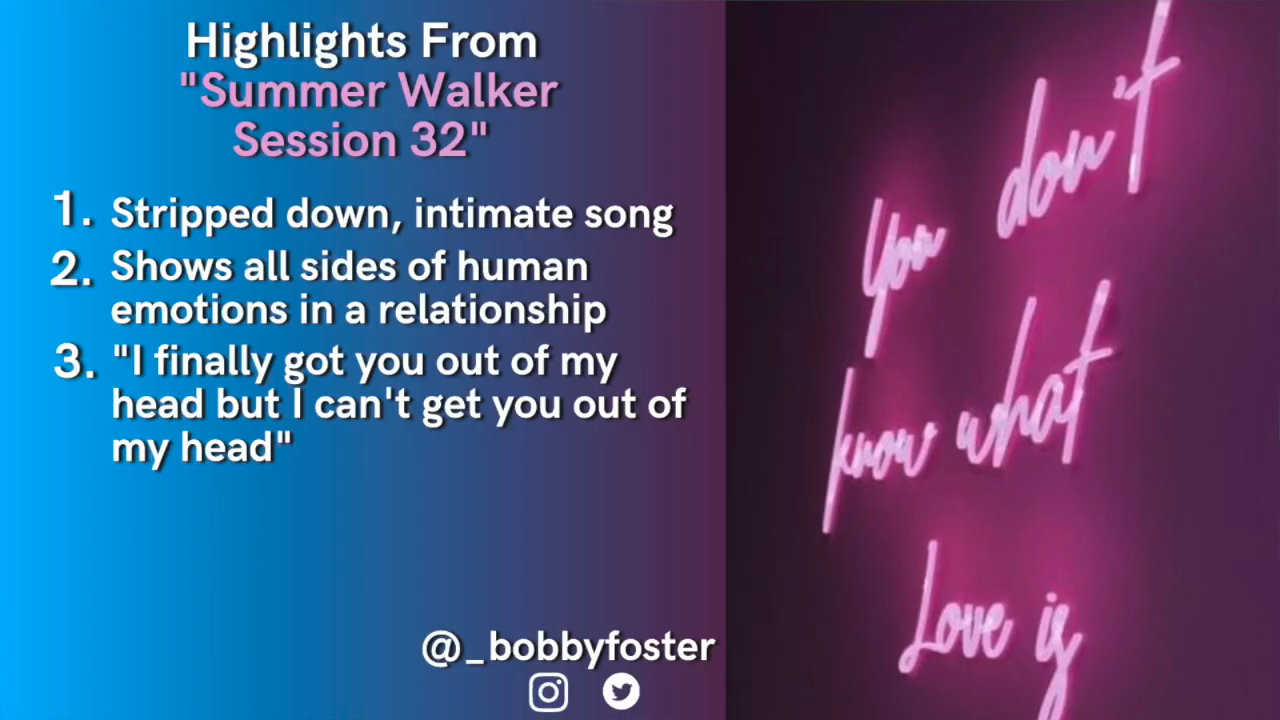 Highlights From
"Summer Walker
Session 32"
1. Stripped down, intimate song
2. Shows all sides of human
emotions in a relationship
3. "I finally got you out of my
head but I can't get you out of
my head"
@_bobbyfoster
You don't
know what
Love is